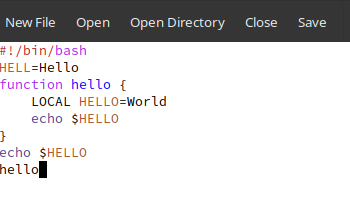 New File Open Open Directory Close Save
#!/bin/bash
HELL=Hello
function hello {
    LOCAL HELLO=World
    echo $HELLO
}
echo $HELLO
hello